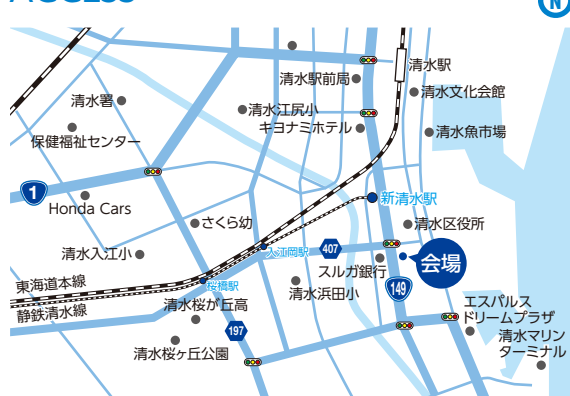 ACCESS
N
清水駅
清水駅前局
清水文化会館
清水署
清水江尻小
キヨナミホテル
清水魚市場
保健福祉センター
1
新清水駅
Honda Cars
さくら幼
清水区役所
入江岡駅
407
清水入江小
スルガ銀行
会場
桜橋駅
東海道本線
149
清水浜田小
静鉄清水線
清水桜が丘高
エスパルス
ドリームプラザ
197
清水マリン
ターミナル
清水桜ヶ丘公園